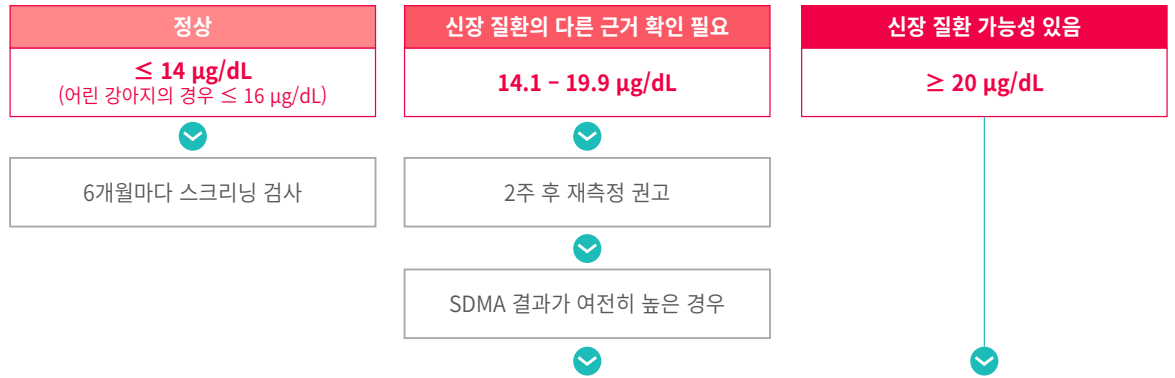 정상
≤ 14 µg/dL
(어린 강아지의 경우 ≤ 16 µg/dL)
6개월마다 스크리닝 검사
신장 질환의 다른 근거 확인 필요
14.1 – 19.9 µg/dL
2주 후 재측정 권고
SDMA 결과가 여전히 높은 경우
신장 질환 가능성 있음
≥ 20 µg/dL